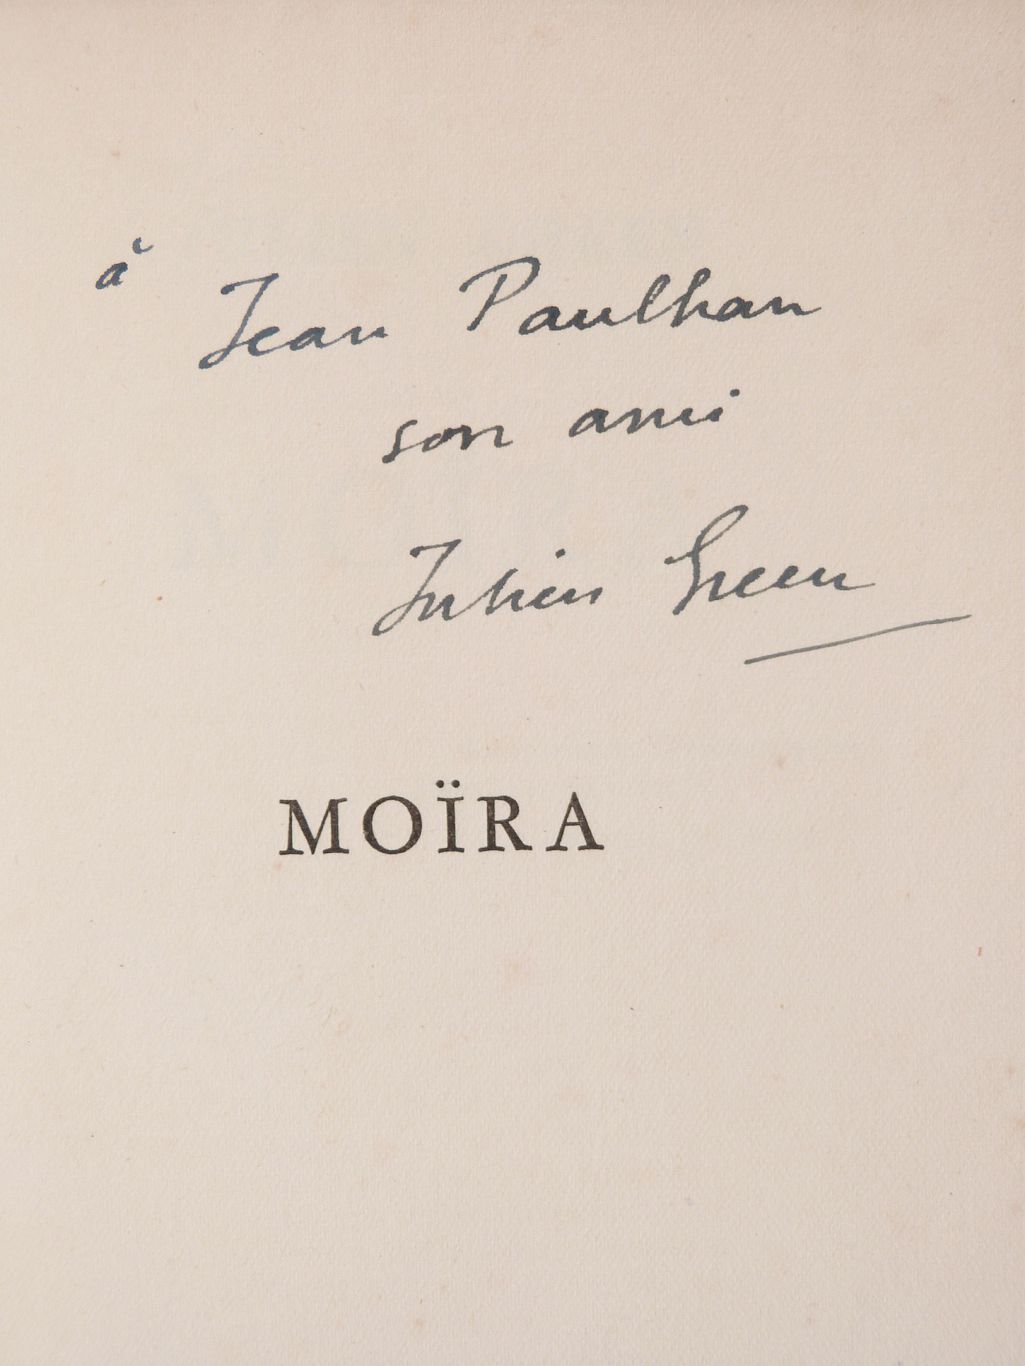 à
Jean Paulhan
son ami
Julien Green
MOÏRA